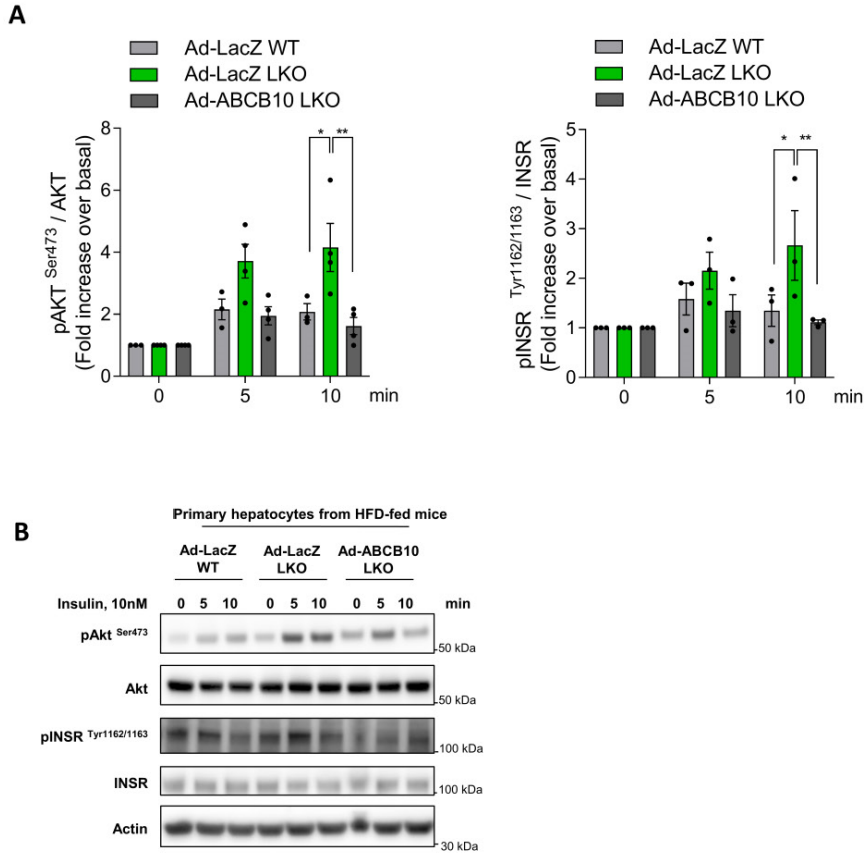 A
Ad-LacZ WT
Ad-LacZ LKO
Ad-ABCB10 LKO
pAKT Ser473 / AKT
(Fold increase over basal)
8
6
4
2
0
* **
0 5 10 min
Ad-LacZ WT
Ad-LacZ LKO
Ad-ABCB10 LKO
pINSR Tyr1162/1163 / INSR
(Fold increase over basal)
5
4
3
2
1
0
* **
0 5 10 min
B
Primary hepatocytes from HFD-fed mice
Ad-LacZ WT
Ad-LacZ LKO
Ad-ABCB10 LKO
Insulin, 10nM 0 5 10 0 5 10 0 5 10 min
pAkt Ser473
50 kDa
Akt
50 kDa
pINSR Tyr1162/1163
100 kDa
INSR
100 kDa
Actin
30 kDa